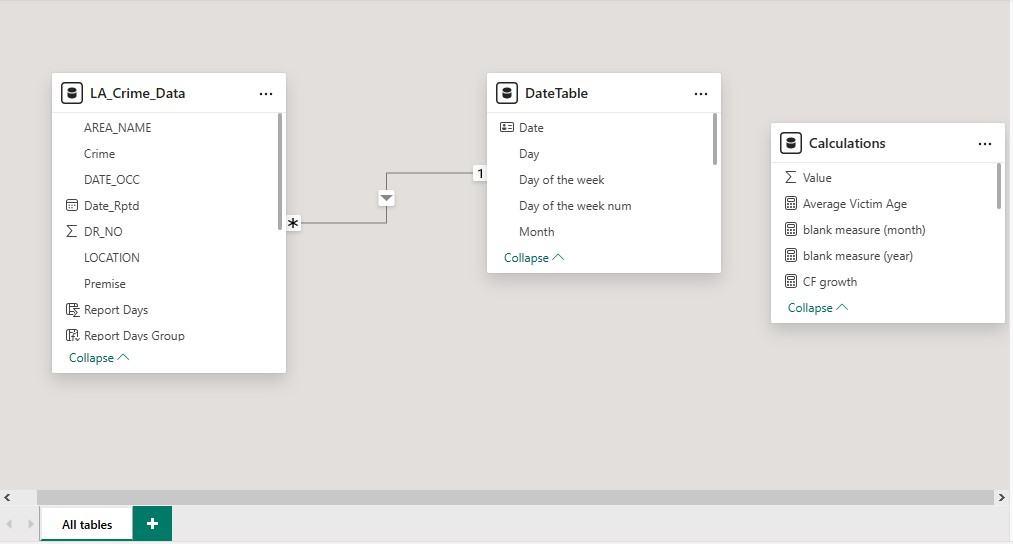 LA_Crime_Data
...
AREA_NAME
Crime
DATE_OCC
Date_Rptd
Σ DR_NO
LOCATION
Premise
Report Days
Report Days Group
Collapse
*
1
DateTable
...
Date
Day
Day of the week
Day of the week num
Month
Collapse
Calculations
...
Σ Value
Average Victim Age
blank measure (month)
blank measure (year)
CF growth
Collapse
All tables
+